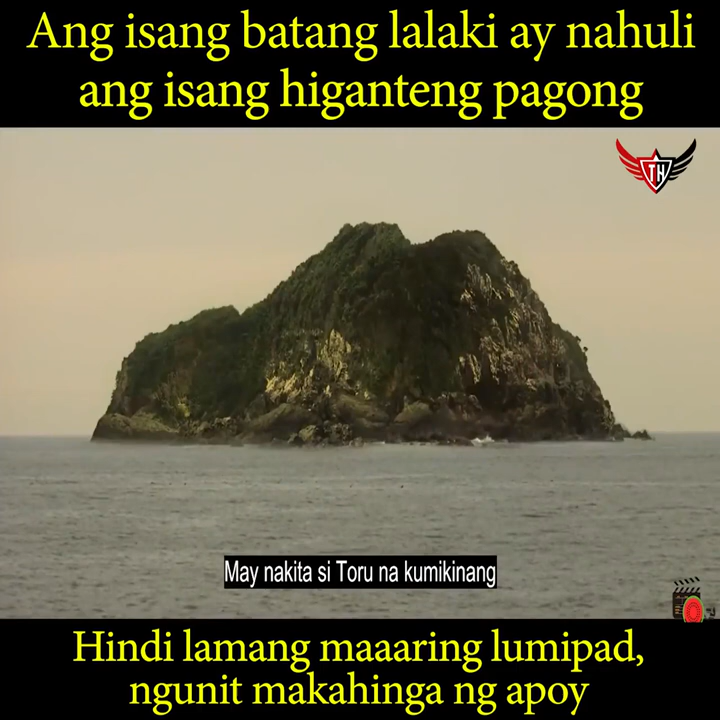 Ang isang batang lalaki ay nahuli
ang isang higanteng pagong
TH
May nakita si Toru na kumikinang
Hindi lamang maaaring lumipad,
ngunit makahinga ng apoy